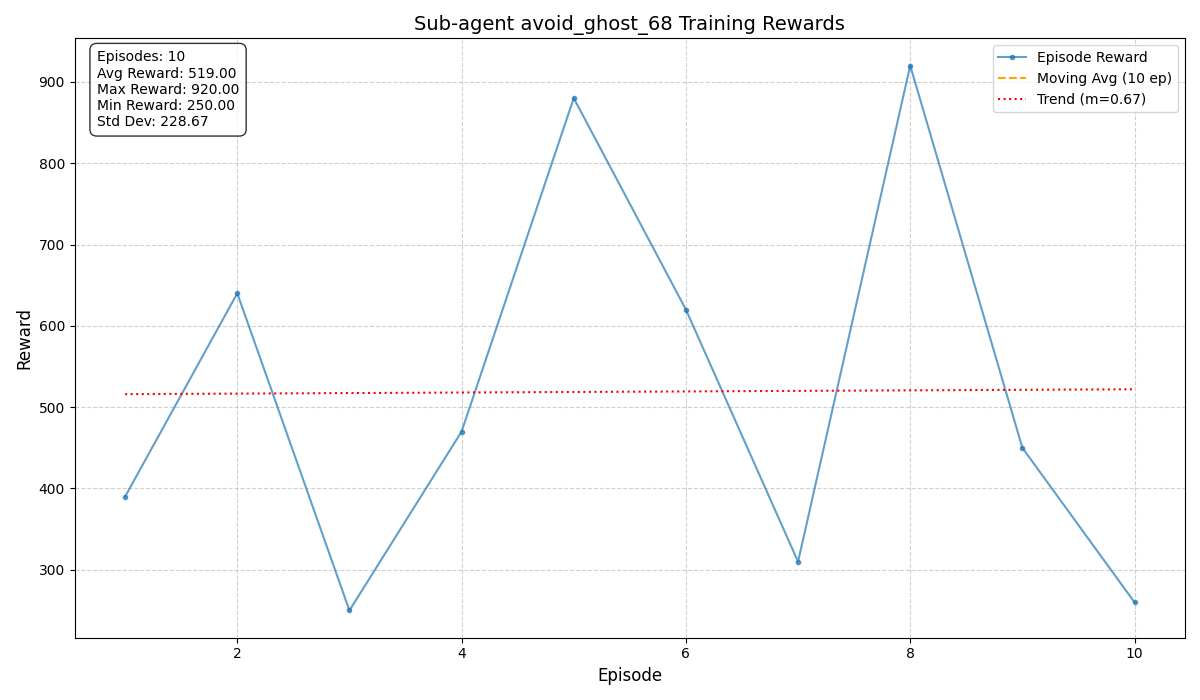 Sub-agent avoid_ghost_68 Training Rewards
Episodes: 10
Avg Reward: 519.00
Max Reward: 920.00
Min Reward: 250.00
Std Dev: 228.67
Episode Reward
Moving Avg (10 ep)
Trend (m=0.67)
900
800
700
600
500
400
300
Reward
2
4
6
8
10
Episode